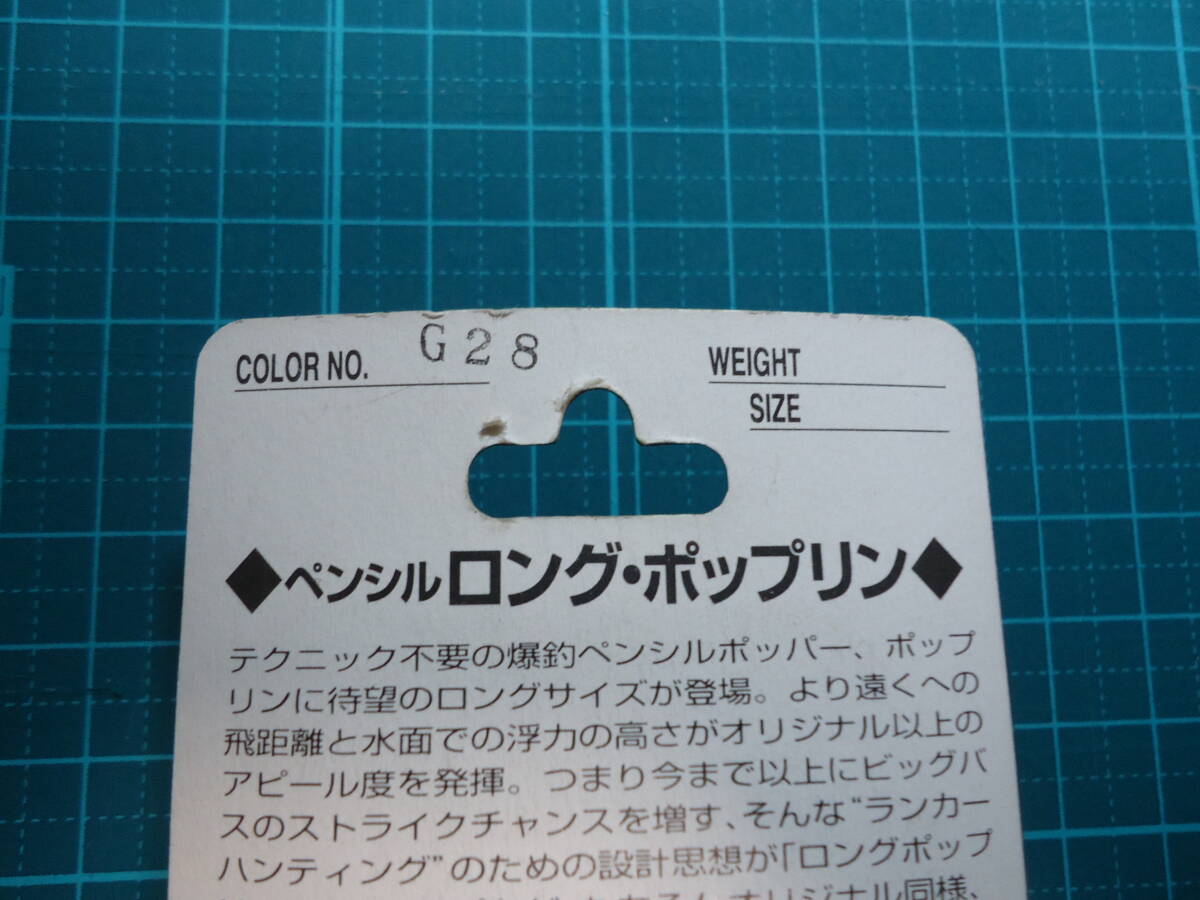 COLOR NO. G28
WEIGHT
SIZE
◆ペンシルロング・ポップリン◆
テクニック不要の爆釣ペンシルポッパー、ポップ
リンに待望のロングサイズが登場。より遠くへの
飛距離と水面での浮力の高さがオリジナル以上の
アピール度を発揮。つまり今まで以上にビッグバ
スのストライクチャンスを増す、そんな"ランカー
ハンティング"のための設計思想が「ロングポップ
オリジナル同様、